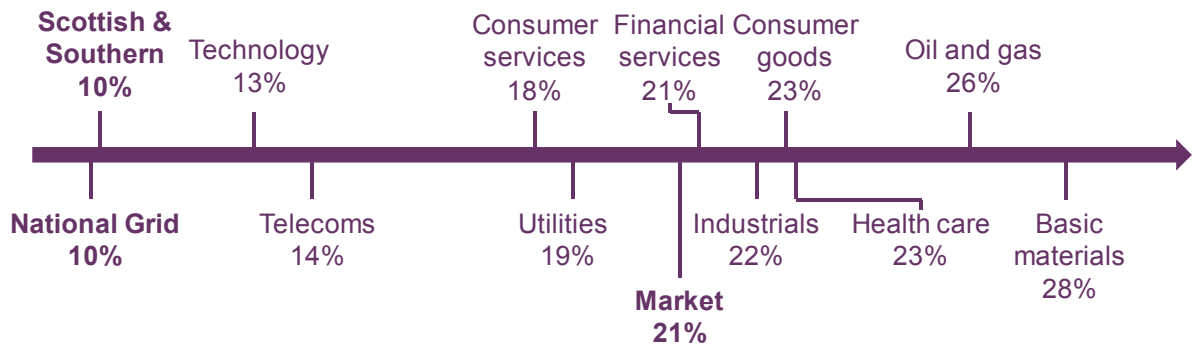 Scottish &
Southern
10%
Technology
13%
Consumer
services
18%
Financial
services
21%
Consumer
goods
23%
Oil and gas
26%
National Grid
10%
Telecoms
14%
Utilities
19%
Market
21%
Industrials
22%
Health care
23%
Basic
materials
28%